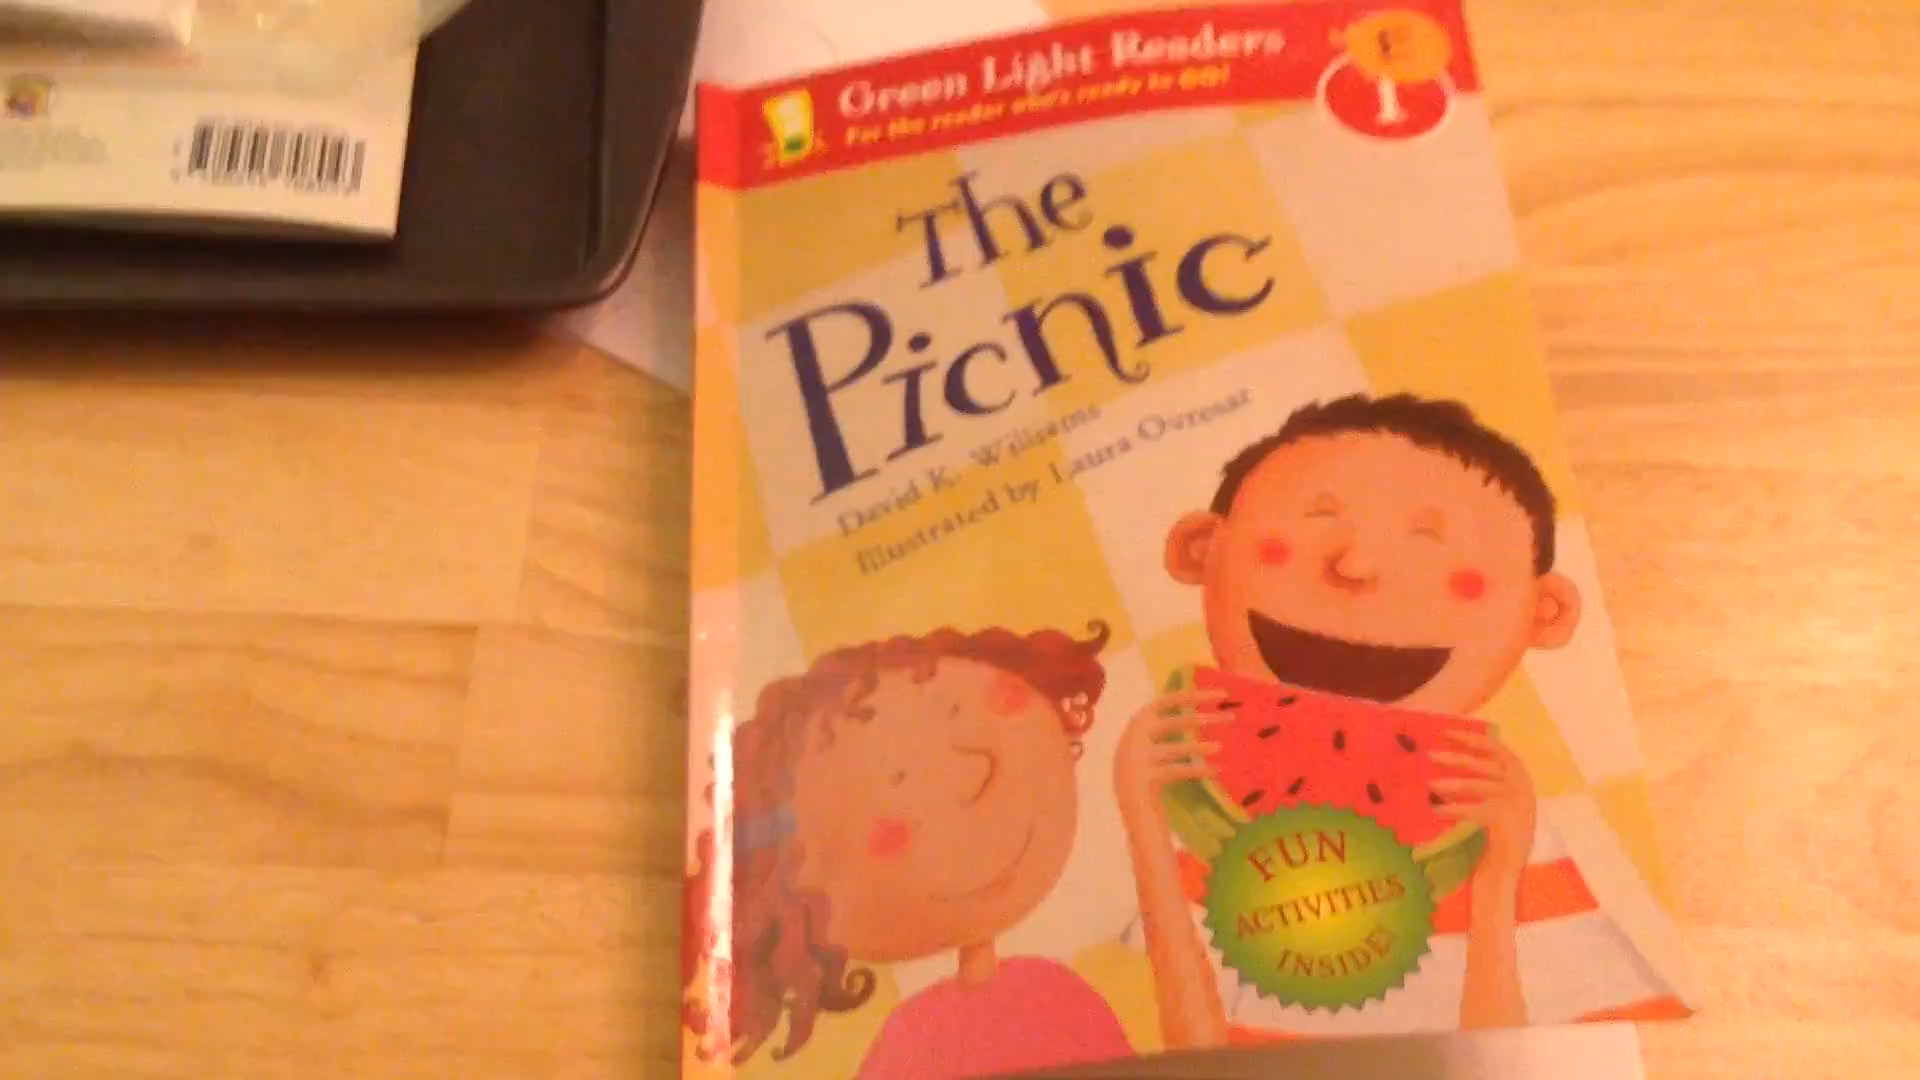 Green Light Readers
For the reader who's ready to GO!
1
The
Picnic
David K. Williams
Illustrated by Laura Ovresat
FUN
ACTIVITIES
INSIDE!